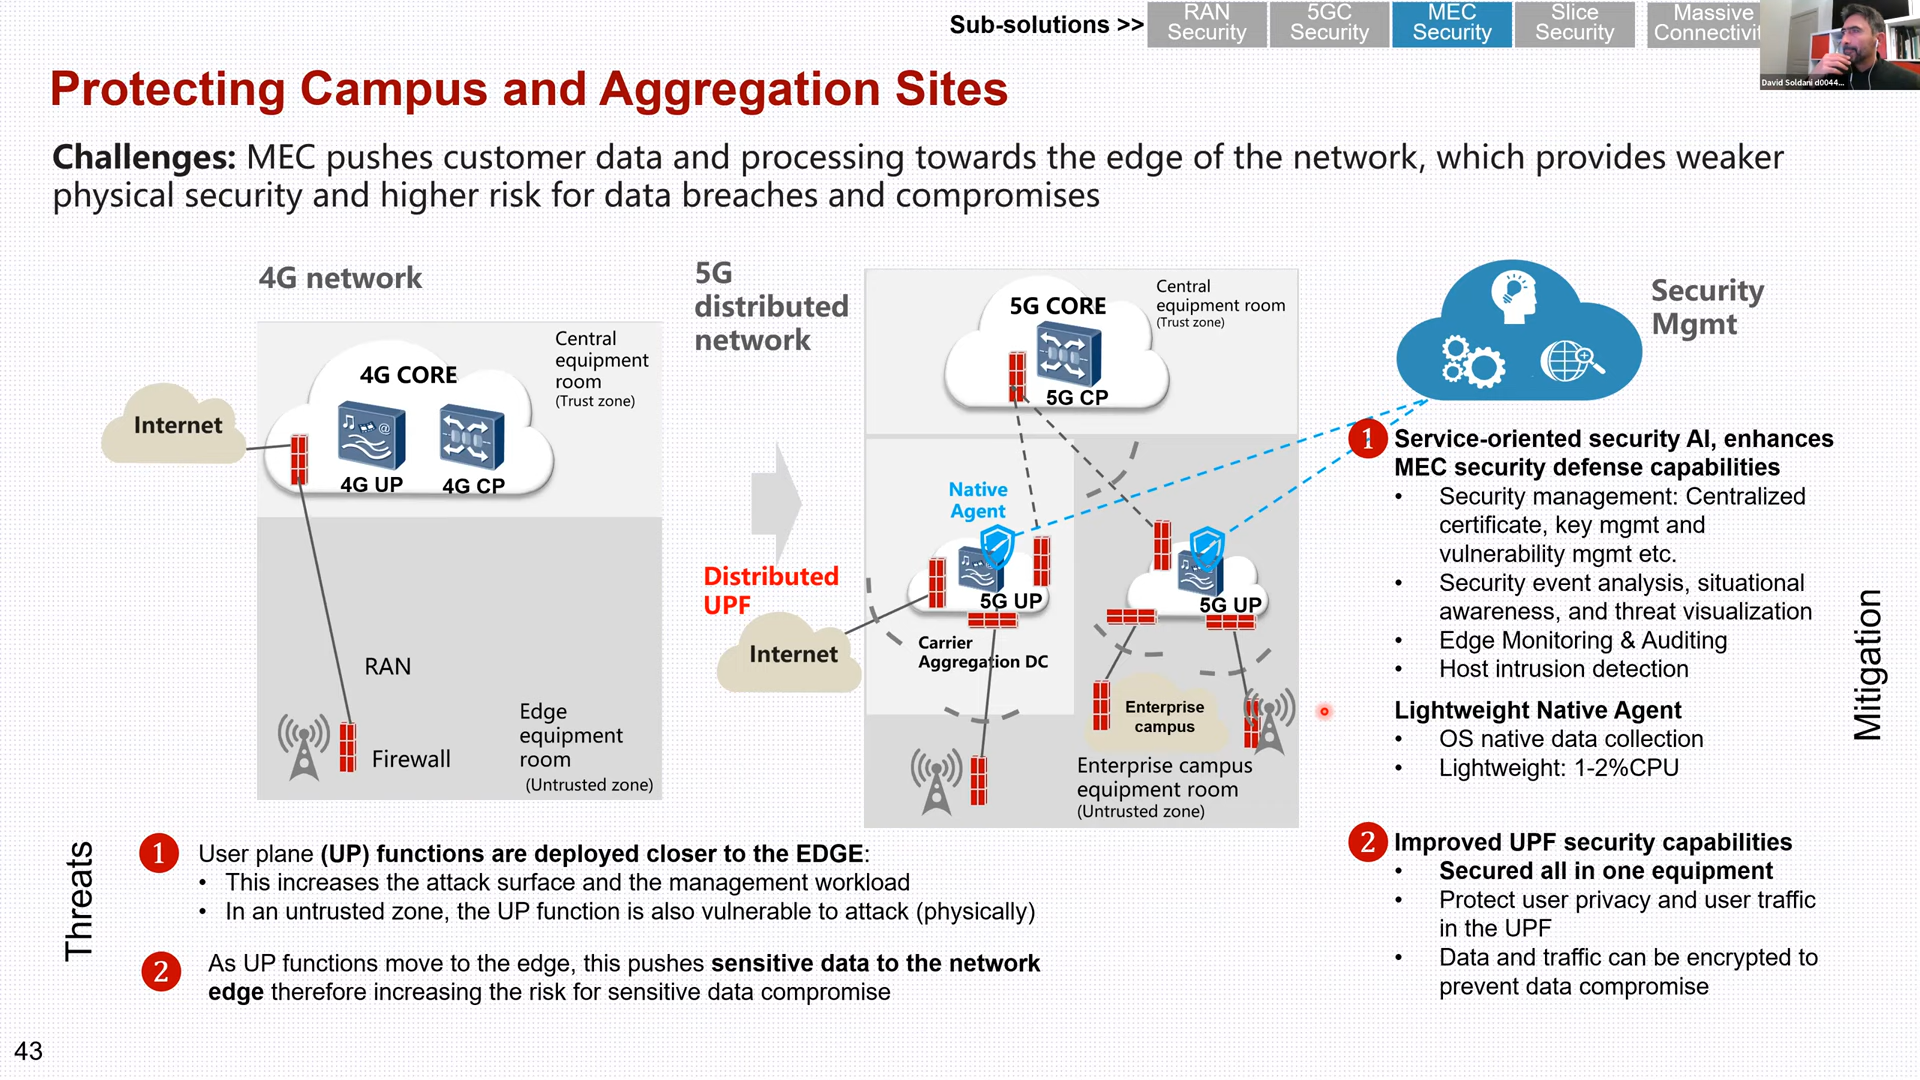 Sub-solutions >>
RAN
Security
5GC
Security
MEC
Security
Slice
Security
Massive
David Soldani d0044...
Protecting Campus and Aggregation Sites
Challenges: MEC pushes customer data and processing towards the edge of the network, which provides weaker
physical security and higher risk for data breaches and compromises
4G network
Central
equipment
room
(Trust zone)
4G CORE
Internet
4G UP
4G CP
RAN
Firewall
Edge
equipment
room
(Untrusted zone)
5G
distributed
network
5G CORE
Central
equipment room
(Trust zone)
5G CP
Native
Agent
Distributed
UPF
Internet
5G UP
5G UP
Carrier
Aggregation DC
Enterprise
campus
Enterprise campus
equipment room
(Untrusted zone)
Security
Mgmt
1 Service-oriented security AI, enhances
MEC security defense capabilities
• Security management: Centralized
certificate, key mgmt and
vulnerability mgmt etc.
• Security event analysis, situational
awareness, and threat visualization
• Edge Monitoring & Auditing
• Host intrusion detection
Lightweight Native Agent
• OS native data collection
• Lightweight: 1-2%CPU
2 Improved UPF security capabilities
• Secured all in one equipment
• Protect user privacy and user traffic
in the UPF
• Data and traffic can be encrypted to
prevent data compromise
Mitigation
Threats
1 User plane (UP) functions are deployed closer to the EDGE:
• This increases the attack surface and the management workload
• In an untrusted zone, the UP function is also vulnerable to attack (physically)
2 As UP functions move to the edge, this pushes sensitive data to the network
edge therefore increasing the risk for sensitive data compromise
43